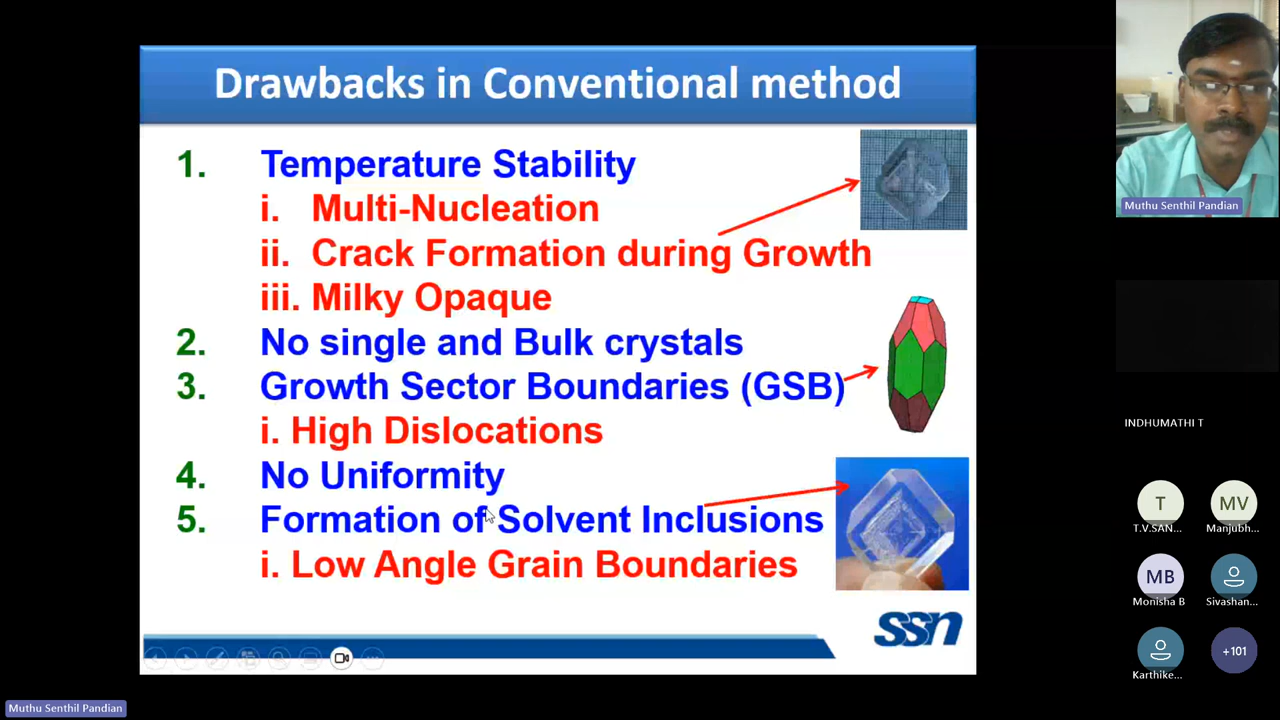 Drawbacks in Conventional method
1. Temperature Stability
i. Multi-Nucleation
ii. Crack Formation during Growth
iii. Milky Opaque
2. No single and Bulk crystals
3. Growth Sector Boundaries (GSB)
i. High Dislocations
4. No Uniformity
5. Formation of Solvent Inclusions
i. Low Angle Grain Boundaries
ssn
Muthu Senthil Pandian
INDHUMATHI T
T
MV
T.V.SAN...
Manjubh...
MB
Monisha B
Sivashan...
Karthike...
+101
Muthu Senthil Pandian